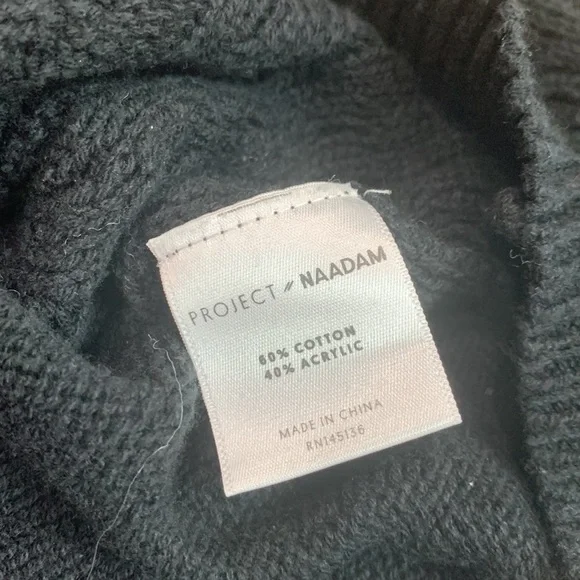 PROJECT // NAADAM
60% COTTON
40% ACRYLIC
MADE IN CHINA
RN145136